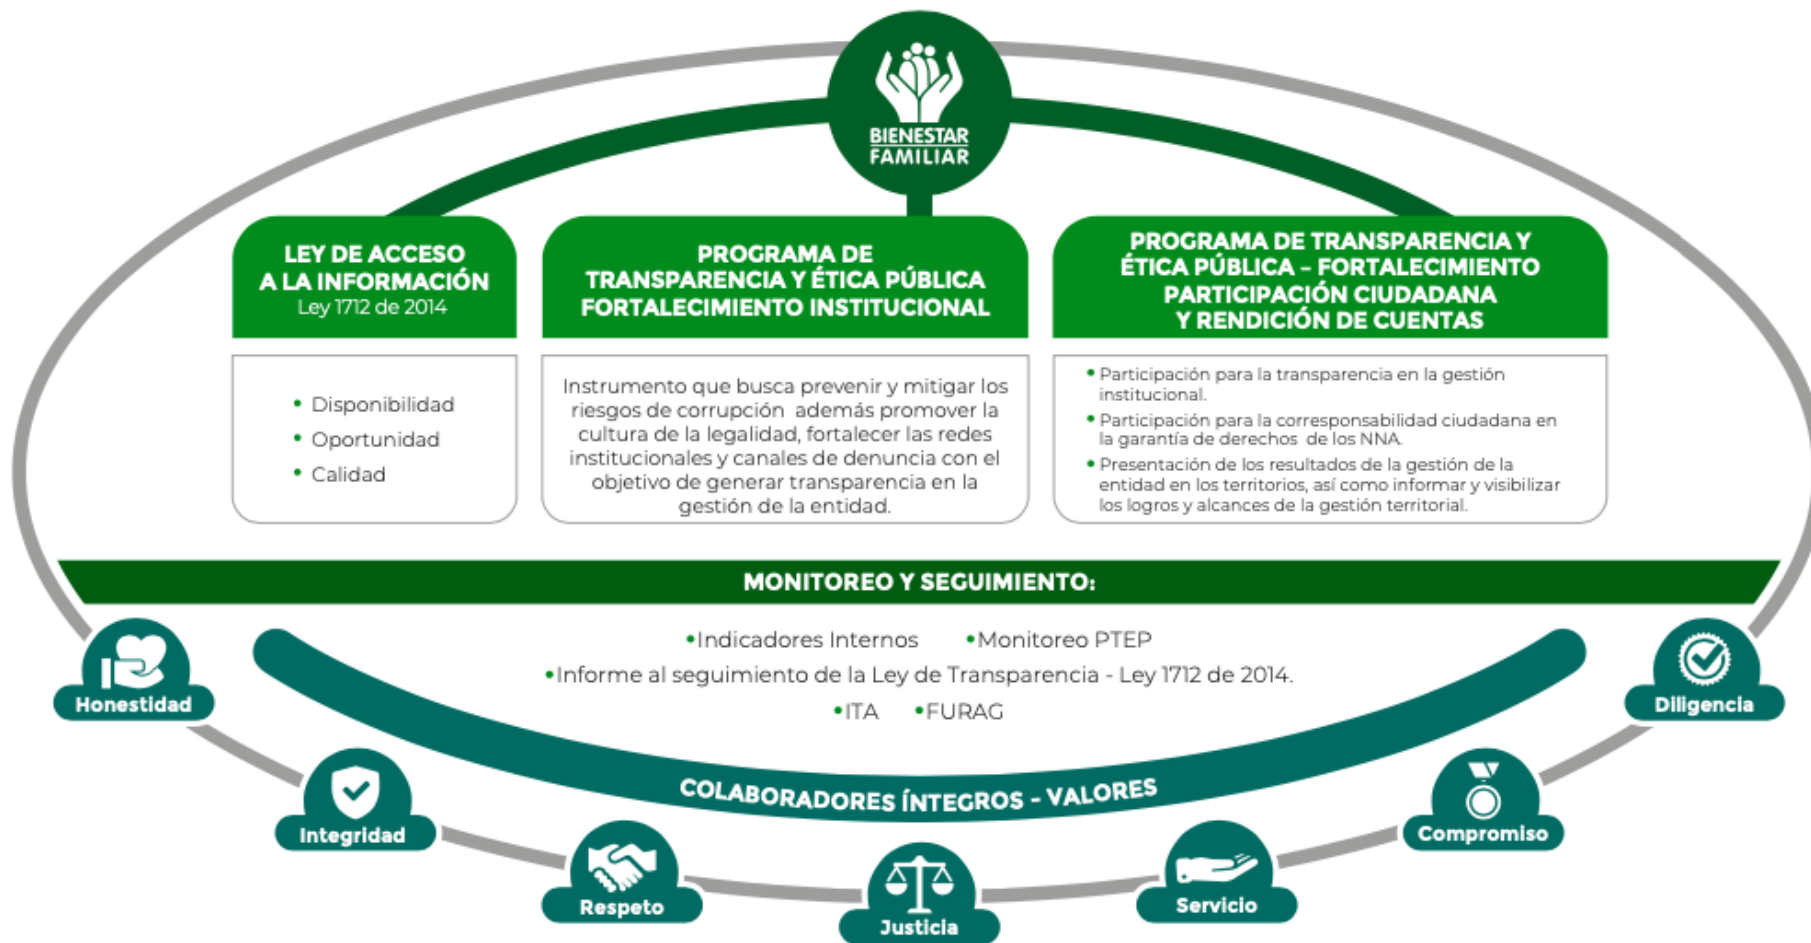 BIENESTAR
FAMILIAR
LEY DE ACCESO
A LA INFORMACIÓN
Ley 1712 de 2014
• Disponibilidad
• Oportunidad
• Calidad
PROGRAMA DE
TRANSPARENCIA Y ÉTICA PÚBLICA
FORTALECIMIENTO INSTITUCIONAL
Instrumento que busca prevenir y mitigar los
riesgos de corrupción además promover la
cultura de la legalidad, fortalecer las redes
institucionales y canales de denuncia con el
objetivo de generar transparencia en la
gestión de la entidad.
PROGRAMA DE TRANSPARENCIA Y
ÉTICA PÚBLICA – FORTALECIMIENTO
PARTICIPACIÓN CIUDADANA
Y RENDICIÓN DE CUENTAS
• Participación para la transparencia en la gestión
institucional.
• Participación para la corresponsabilidad ciudadana en
la garantía de derechos de los NNA.
• Presentación de los resultados de la gestión de la
entidad en los territorios, así como informar y visibilizar
los logros y alcances de la gestión territorial.
MONITOREO Y SEGUIMIENTO:
•Indicadores Internos •Monitoreo PTEP
•Informe al seguimiento de la Ley de Transparencia - Ley 1712 de 2014.
•ITA •FURAG
COLABORADORES ÍNTEGROS - VALORES
Honestidad
Integridad
Respeto
Justicia
Servicio
Compromiso
Diligencia